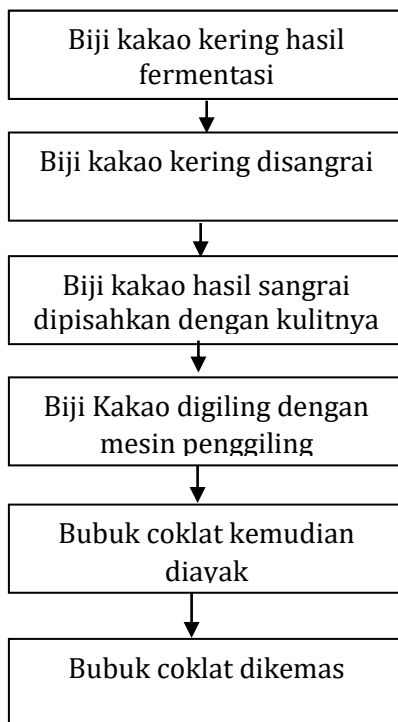 Biji kakao kering hasil
fermentasi
Biji kakao kering disangrai
Biji kakao hasil sangrai
dipisahkan dengan kulitnya
Biji Kakao digiling dengan
mesin penggiling
Bubuk coklat kemudian
diayak
Bubuk coklat dikemas